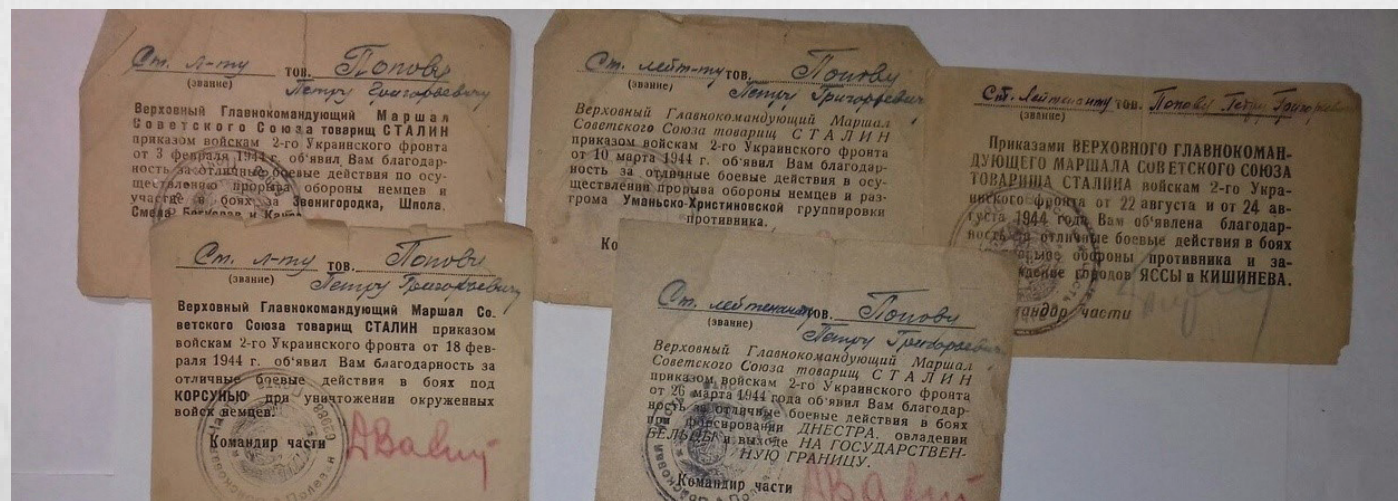 Ст. л-ту тов. Попову
(звание) Петру Григорьевичу
Верховный Главнокомандующий Маршал
Советского Союза товарищ СТАЛИН
приказом войскам 2-го Украинского фронта
от 3 февраля 1944 г. об'явил Вам благодар-
ность за отличные боевые действия по осу-
ществлению прорыва обороны немцев и
участие в боях за Звенигородка, Шпола.
Смела, Богуслав и Канев
Ст. лейт-ту тов. Попову
(звание) Петру Григорьевич
Верховный Главнокомандующий Маршал
Советского Союза товарищ СТАЛИН
приказом войскам 2-го Украинского фронта
от 10 марта 1944 г. об'явил Вам благодар-
ность за отличные боевые действия в осу-
ществлении прорыва обороны немцев и раз-
грома Уманьско-Христиновской группировки
противника.
Ко
Ст. Лейтенанту тов. Попову Петру Григорьевичу
(звание)
Приказами ВЕРХОВНОГО ГЛАВНОКОМАН-
ДУЮЩЕГО МАРШАЛА СОВЕТСКОГО СОЮЗА
ТОВАРИЩА СТАЛИНА войскам 2-го Укра-
инского фронта от 22 августа и от 24 ав-
густа 1944 года Вам об'явлена благодар-
ность за отличные боевые действия в боях
обороны противника и за-
ждение городов ЯССЫ и КИШИНЕВА.
мандир части
Ст. л-ту тов. Попову
(звание) Петру Григорьевичу
Верховный Главнокомандующий Маршал Со.
ветского Союза товарищ СТАЛИН приказом
войскам 2-го Украинского фронта от 18 фев-
раля 1944 г. об'явил Вам благодарность за
отличные боевые действия в боях под
КОРСУНЬЮ при уничтожении окруженных
войск немцев.
Командир части
Ст. лейтенанту тов. Попову
(звание) Петру Григорьевичу
Верховный Главнокомандующий Маршал
Советского Союза товарищ СТАЛИН
приказом войскам 2-го Украинского фронта
от 26 марта 1944 года об'явил Вам благодар-
ность за отличные боевые действия в боях
при форсировании ДНЕСТРА, овладении
БЕЛЬЦЫ и выходе НА ГОСУДАРСТВЕН-
НУЮ ГРАНИЦУ.
Командир части